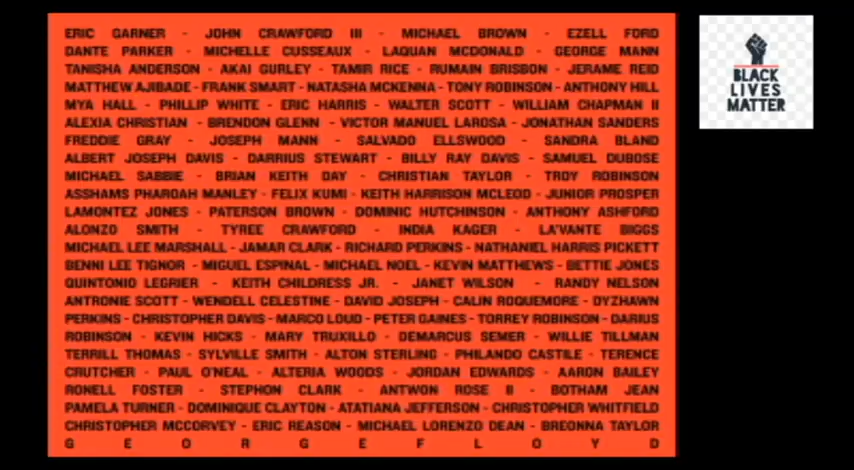 ERIC GARNER - JOHN CRAWFORD III - MICHAEL BROWN - EZELL FORD
DANTE PARKER - MICHELLE CUSSEAUX - LAQUAN MCDONALD - GEORGE MANN
TANISHA ANDERSON - AKAI GURLEY - TAMIR RICE - RUMAIN BRISBON - JERAME REID
MATTHEW AJIBADE - FRANK SMART - NATASHA MCKENNA - TONY ROBINSON - ANTHONY HILL
MYA HALL - PHILLIP WHITE - ERIC HARRIS - WALTER SCOTT - WILLIAM CHAPMAN II
ALEXIA CHRISTIAN - BRENDON GLENN - VICTOR MANUEL LAROSA - JONATHAN SANDERS
FREDDIE GRAY - JOSEPH MANN - SALVADO ELLSWOOD - SANDRA BLAND
ALBERT JOSEPH DAVIS - DARRIUS STEWART - BILLY RAY DAVIS - SAMUEL DUBOSE
MICHAEL SABBIE - BRIAN KEITH DAY - CHRISTIAN TAYLOR - TROY ROBINSON
ASSHAMS PHAROAH MANLEY - FELIX KUMI - KEITH HARRISON MCLEOD - JUNIOR PROSPER
LAMONTEZ JONES - PATERSON BROWN - DOMINIC HUTCHINSON - ANTHONY ASHFORD
ALONZO SMITH - TYREE CRAWFORD - INDIA KAGER - LA'VANTE BIGGS
MICHAEL LEE MARSHALL - JAMAR CLARK - RICHARD PERKINS - NATHANIEL HARRIS PICKETT
BENNI LEE TIGNOR - MIGUEL ESPINAL - MICHAEL NOEL - KEVIN MATTHEWS - BETTIE JONES
QUINTONIO LEGRIER - KEITH CHILDRESS JR. - JANET WILSON - RANDY NELSON
ANTRONIE SCOTT - WENDELL CELESTINE - DAVID JOSEPH - CALIN ROQUEMORE - DYZHAWN
PERKINS - CHRISTOPHER DAVIS - MARCO LOUD - PETER GAINES - TORREY ROBINSON - DARIUS
ROBINSON - KEVIN HICKS - MARY TRUXILLO - DEMARCUS SEMER - WILLIE TILLMAN
TERRILL THOMAS - SYLVILLE SMITH - ALTON STERLING - PHILANDO CASTILE - TERENCE
CRUTCHER - PAUL O'NEAL - ALTERIA WOODS - JORDAN EDWARDS - AARON BAILEY
RONELL FOSTER - STEPHON CLARK - ANTWON ROSE II - BOTHAM JEAN
PAMELA TURNER - DOMINIQUE CLAYTON - ATATIANA JEFFERSON - CHRISTOPHER WHITFIELD
CHRISTOPHER MCCORVEY - ERIC REASON - MICHAEL LORENZO DEAN - BREONNA TAYLOR
G E O R G E F L O Y D
BLACK
LIVES
MATTER